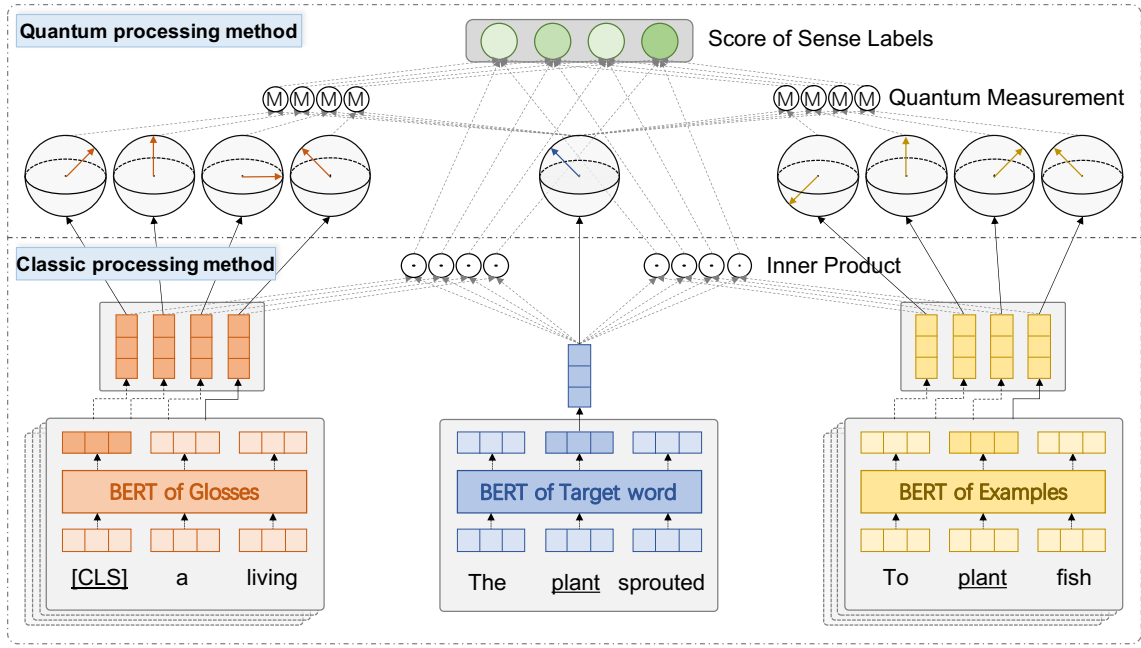 Quantum processing method
Score of Sense Labels
M M M M
M M M M
Quantum Measurement
Classic processing method
Inner Product
BERT of Glosses
[CLS] a living
BERT of Target word
The plant sprouted
BERT of Examples
To plant fish